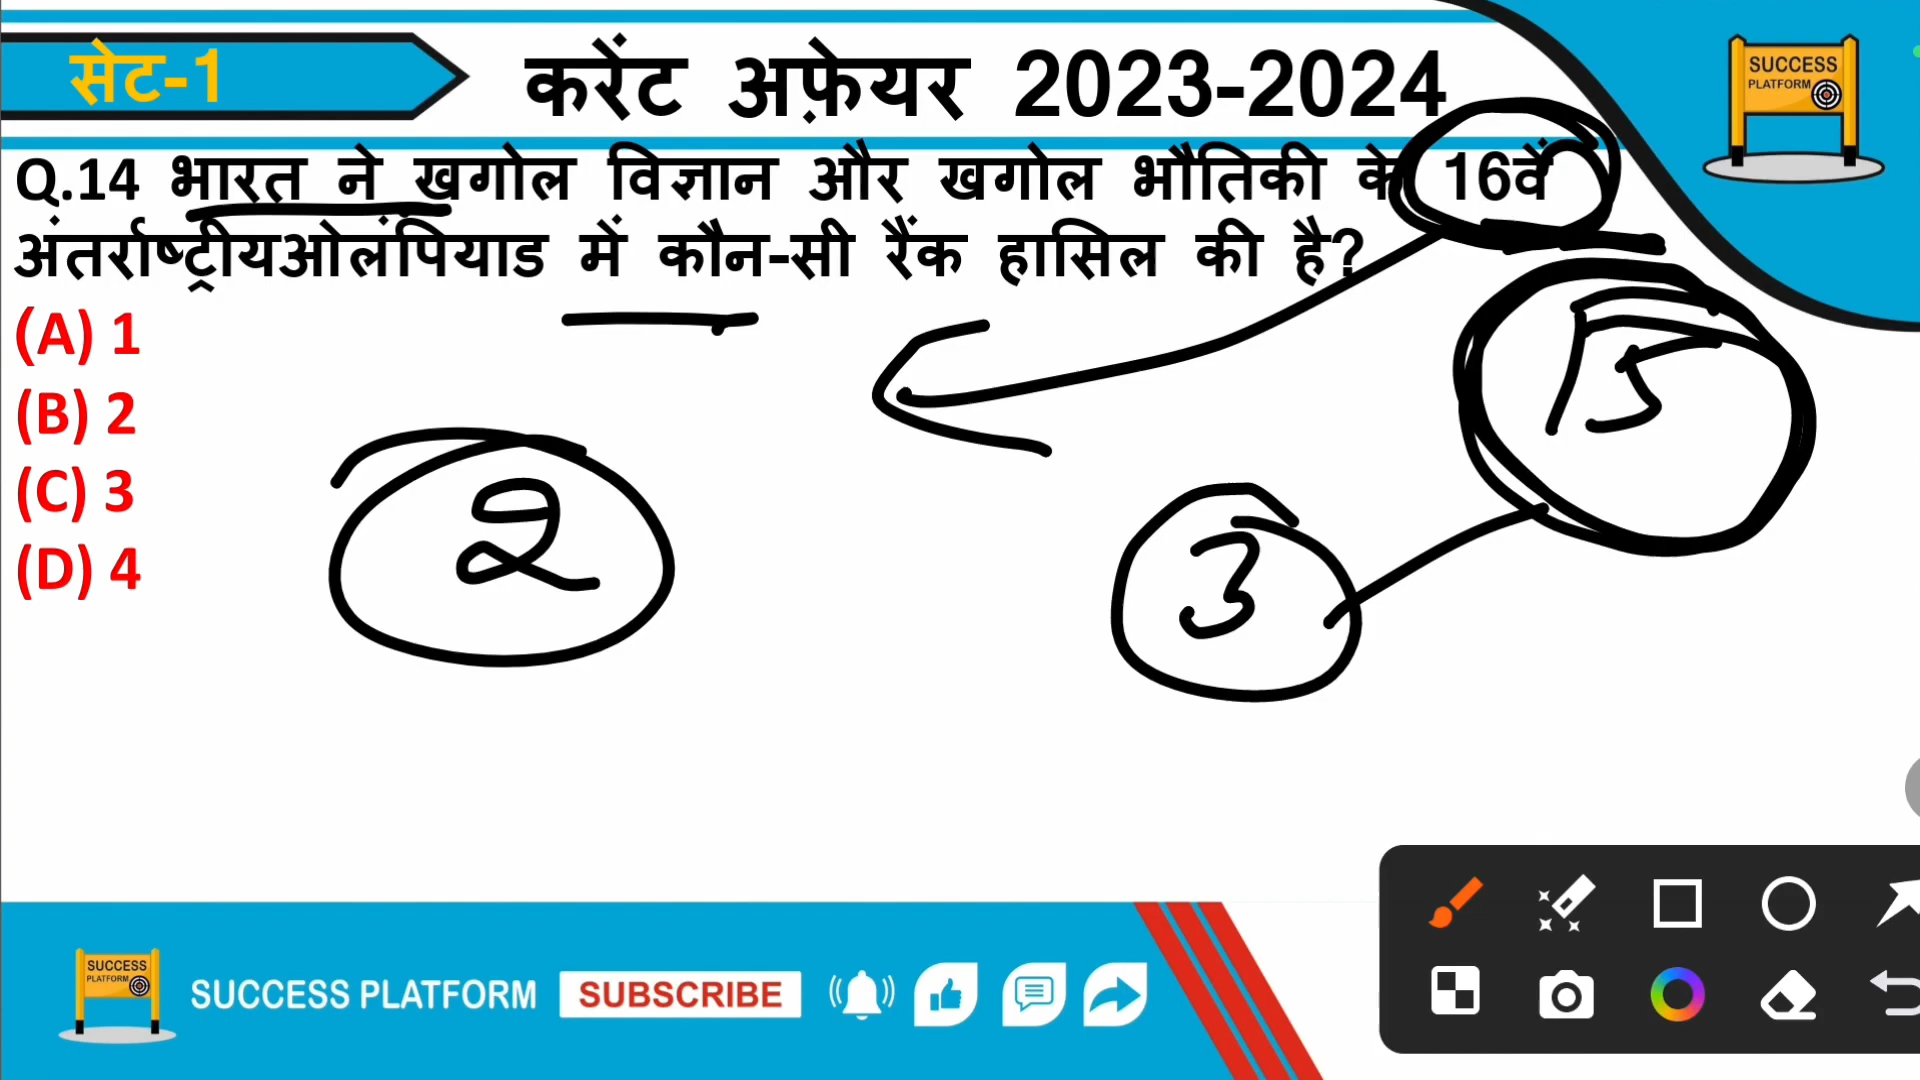 सेट-1
करेंट अफ़ेयर 2023-2024
SUCCESS
PLATFORM
Q.14 भारत ने खगोल विज्ञान और खगोल भौतिकी के 16वें
अंतर्राष्ट्रीयओलंपियाड में कौन-सी रैंक हासिल की है?
(A) 1
(B) 2
(C) 3
(D) 4
15
2
3
SUCCESS
PLATFORM
SUCCESS PLATFORM
SUBSCRIBE